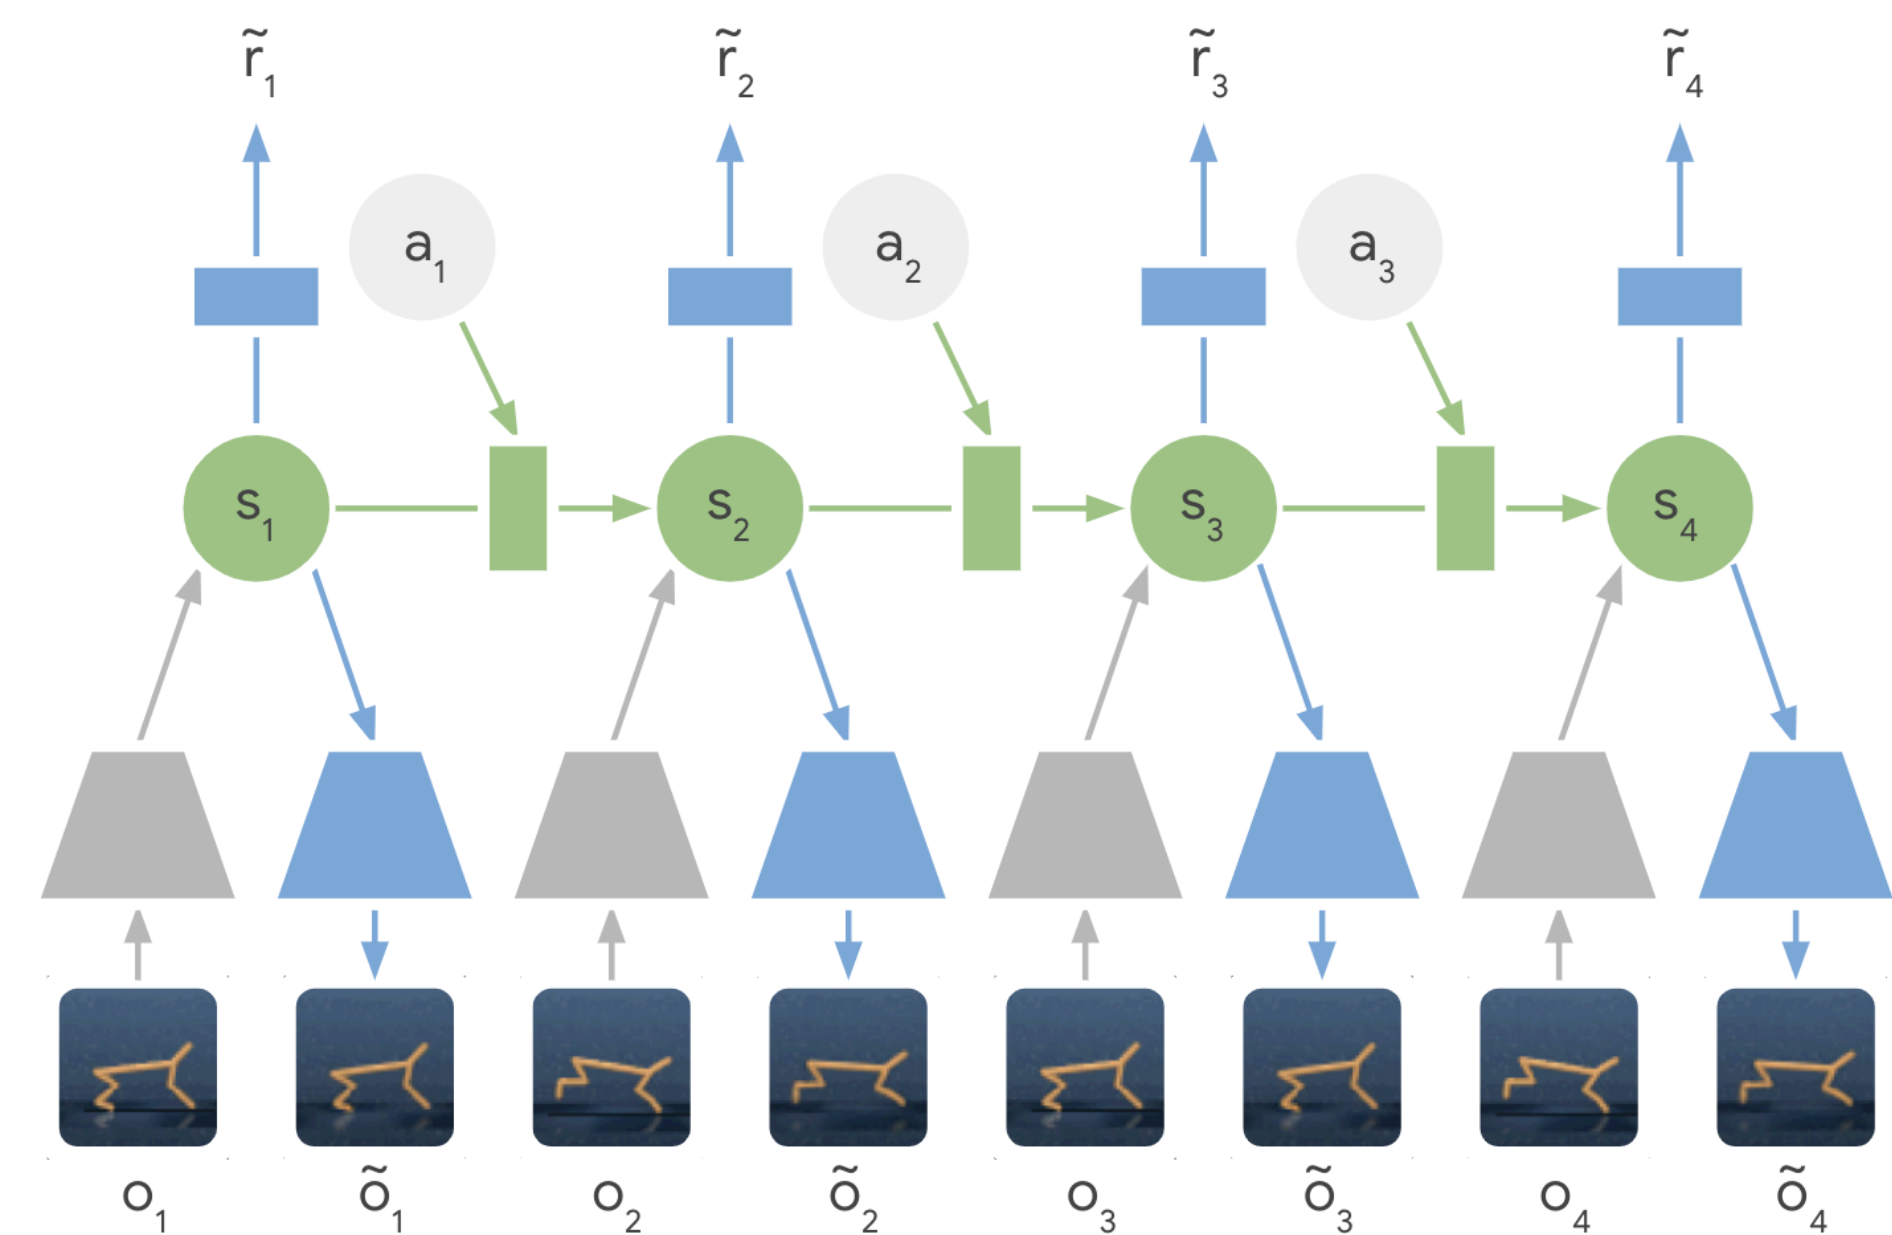 r̃₁ r̃₂ r̃₃ r̃₄
a₁ a₂ a₃
s₁ s₂ s₃ s₄
o₁ õ₁ o₂ õ₂ o₃ õ₃ o₄ õ₄